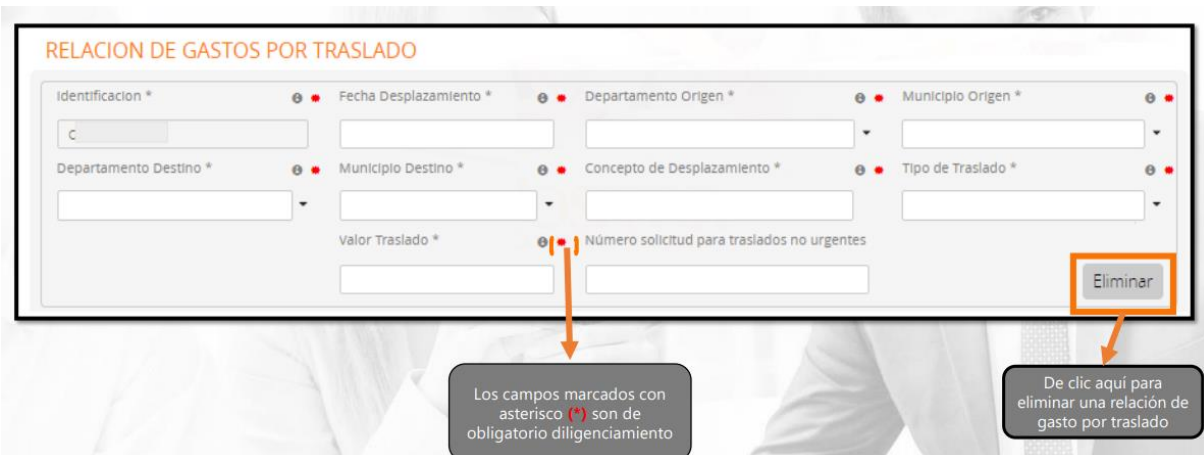 RELACION DE GASTOS POR TRASLADO
Identificacion *
Fecha Desplazamiento *
Departamento Origen *
Municipio Origen *
C
Departamento Destino *
Municipio Destino *
Concepto de Desplazamiento *
Tipo de Traslado *
Valor Traslado *
Número solicitud para traslados no urgentes
Eliminar
Los campos marcados con
asterisco (*) son de
obligatorio diligenciamiento
De clic aquí para
eliminar una relación de
gasto por traslado